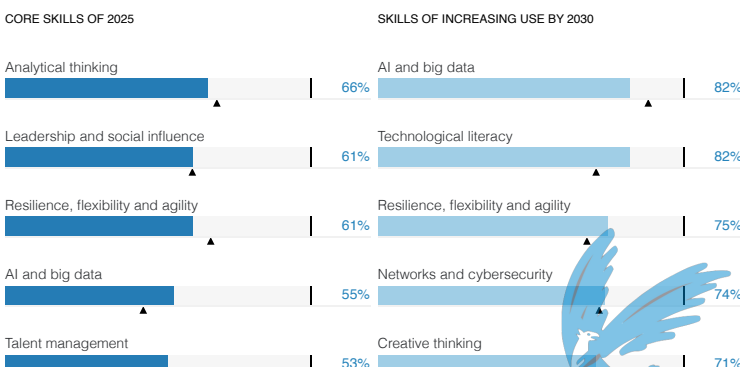 CORE SKILLS OF 2025
Analytical thinking
66%
Leadership and social influence
61%
Resilience, flexibility and agility
61%
AI and big data
55%
Talent management
53%
SKILLS OF INCREASING USE BY 2030
AI and big data
82%
Technological literacy
82%
Resilience, flexibility and agility
75%
Networks and cybersecurity
74%
Creative thinking
71%